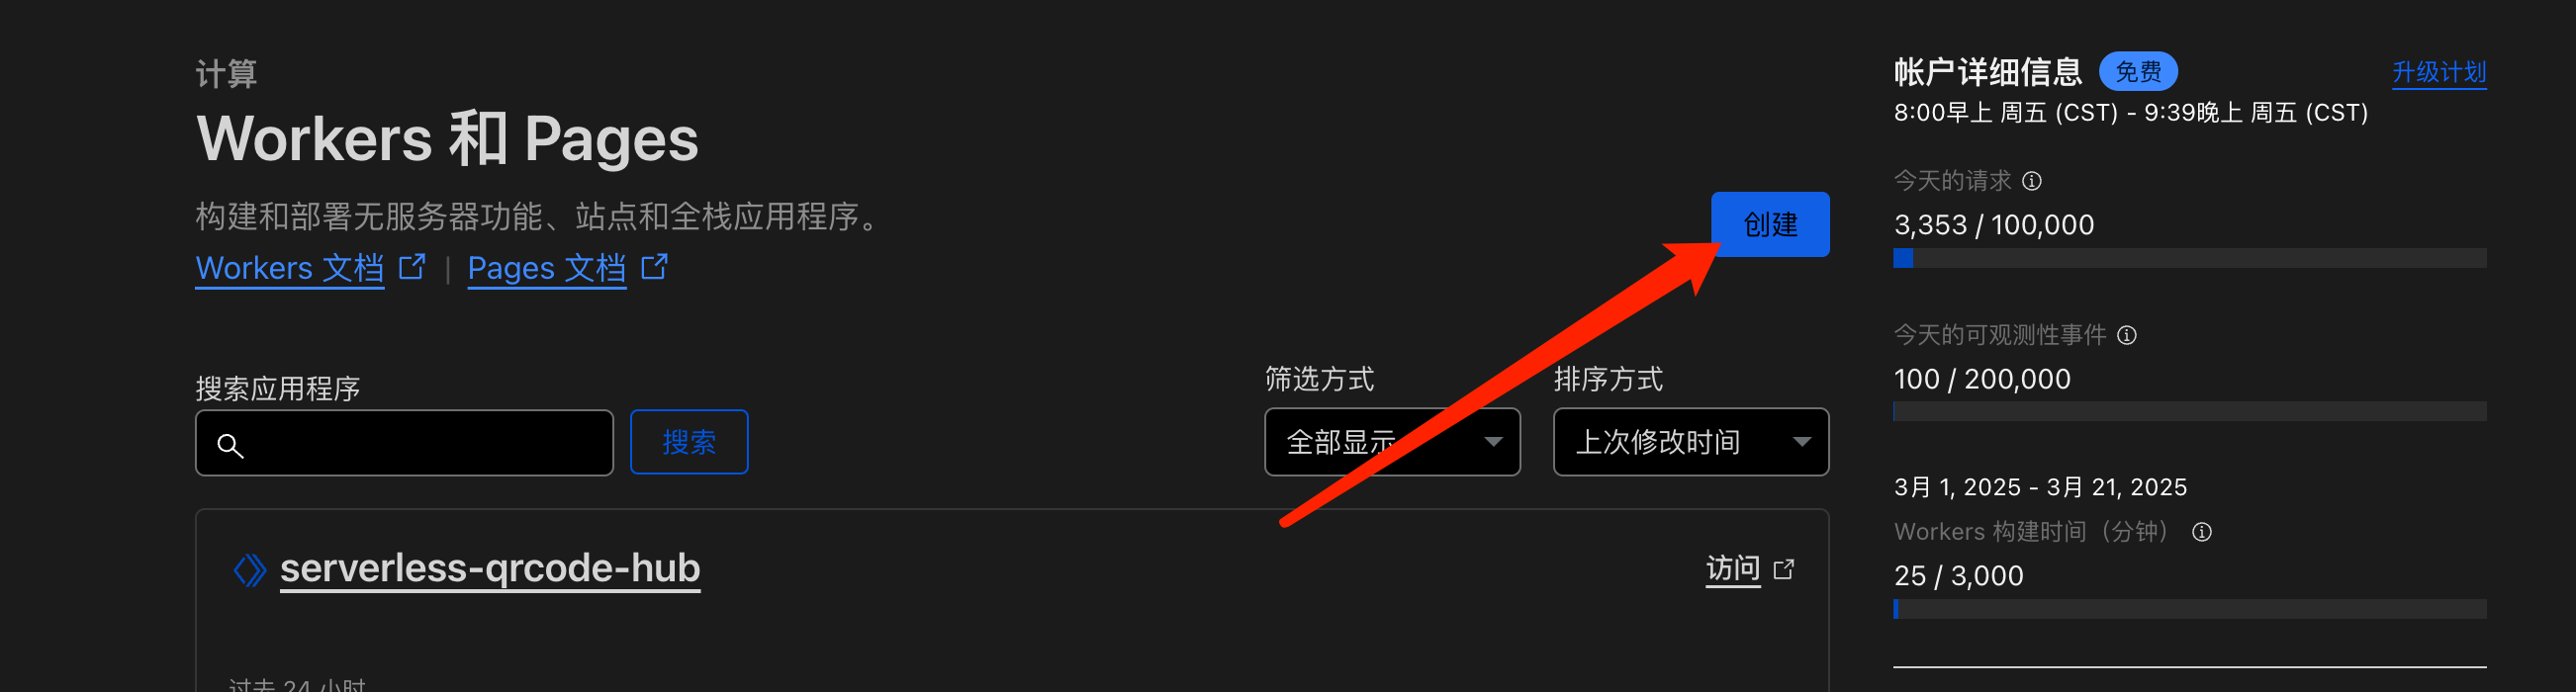 计算
Workers 和 Pages
构建和部署无服务器功能、站点和全栈应用程序。
Workers 文档 | Pages 文档
创建
搜索应用程序
搜索
筛选方式
全部显示
排序方式
上次修改时间
serverless-qrcode-hub
访问
过去 24 小时
帐户详细信息 免费 升级计划
8:00早上 周五 (CST) - 9:39晚上 周五 (CST)
今天的请求
3,353 / 100,000
今天的可观测性事件
100 / 200,000
3月 1, 2025 - 3月 21, 2025
Workers 构建时间（分钟）
25 / 3,000